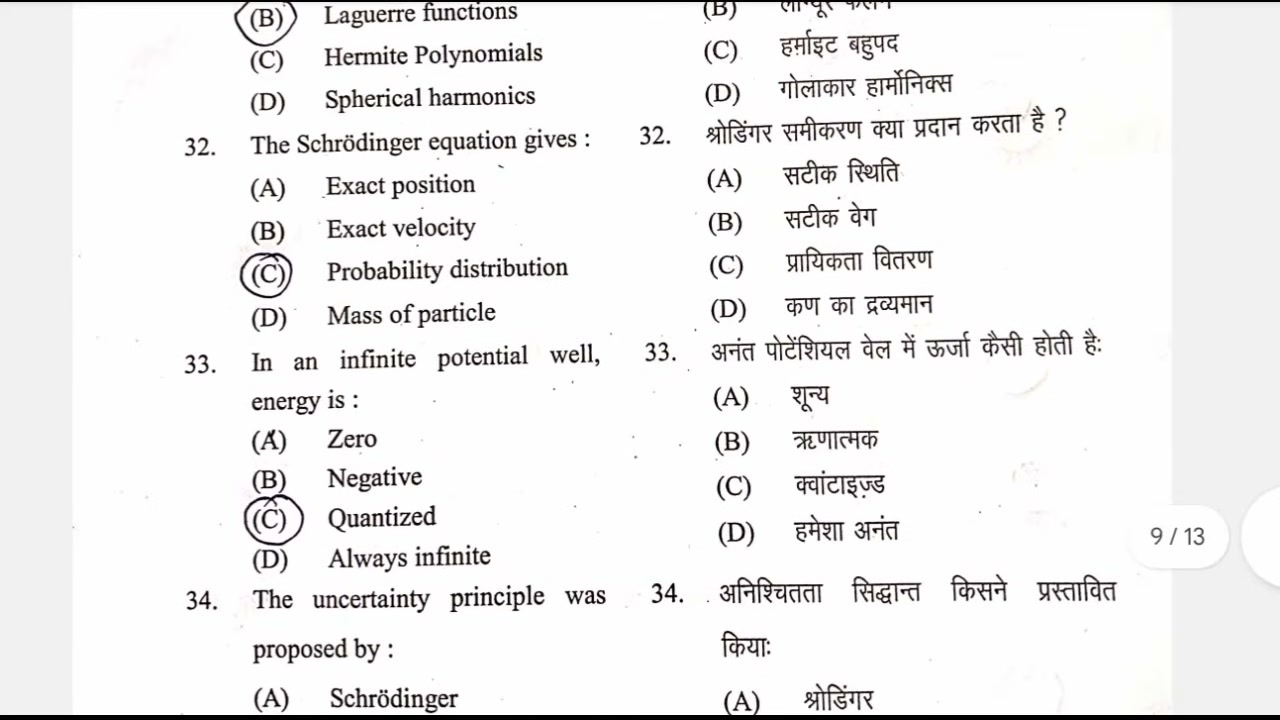 (B) Laguerre functions
(C) Hermite Polynomials
(D) Spherical harmonics
32. The Schrödinger equation gives :
(A) Exact position
(B) Exact velocity
(C) Probability distribution
(D) Mass of particle
33. In an infinite potential well,
energy is :
(A) Zero
(B) Negative
(C) Quantized
(D) Always infinite
34. The uncertainty principle was
proposed by :
(A) Schrödinger
(B)
(C) हर्माइट बहुपद
(D) गोलाकार हार्मोनिक्स
32. श्रोडिंगर समीकरण क्या प्रदान करता है ?
(A) सटीक स्थिति
(B) सटीक वेग
(C) प्रायिकता वितरण
(D) कण का द्रव्यमान
33. अनंत पोटेंशियल वेल में ऊर्जा कैसी होती हैः
(A) शून्य
(B) ऋणात्मक
(C) क्वांटाइज़्ड
(D) हमेशा अनंत
34. अनिश्चितता सिद्धान्त किसने प्रस्तावित
कियाः
(A) श्रोडिंगर
9 / 13